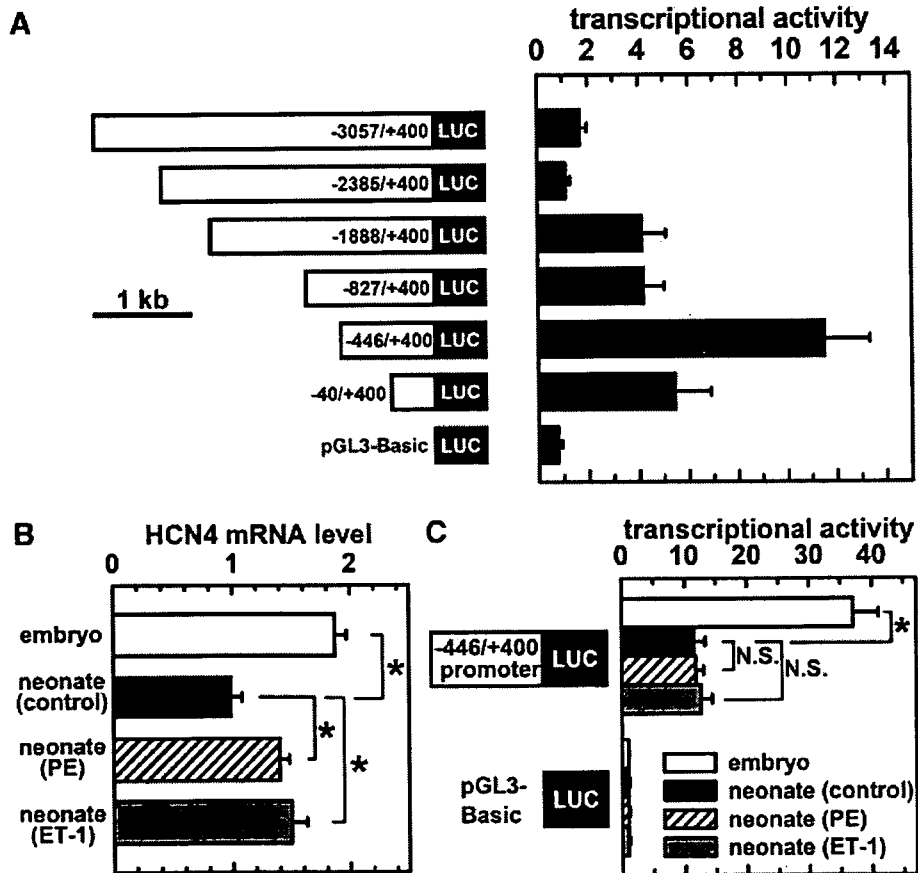 A
transcriptional activity
0 2 4 6 8 10 12 14
-3057/+400 LUC
-2385/+400 LUC
-1888/+400 LUC
-827/+400 LUC
1 kb
-446/+400 LUC
-40/+400 LUC
pGL3-Basic LUC
B
HCN4 mRNA level
0 1 2
embryo
neonate
(control)
neonate
(PE)
neonate
(ET-1)
*
*
*
C
transcriptional activity
0 10 20 30 40
-446/+400
promoter
LUC
*
N.S.
N.S.
pGL3-
Basic
LUC
embryo
neonate (control)
neonate (PE)
neonate (ET-1)